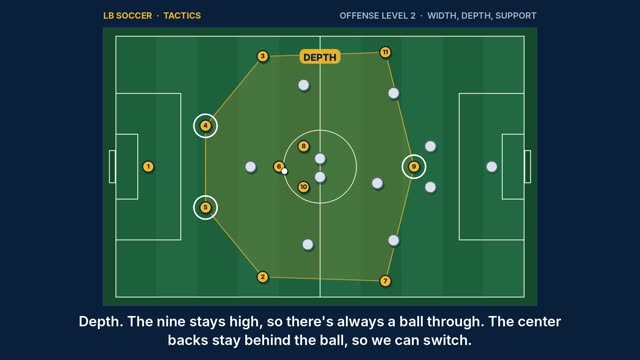 LB SOCCER · TACTICS
OFFENSE LEVEL 2 · WIDTH, DEPTH, SUPPORT
3
11
DEPTH
4
8
1
6
9
10
5
2
7
Depth. The nine stays high, so there's always a ball through. The center
backs stay behind the ball, so we can switch.